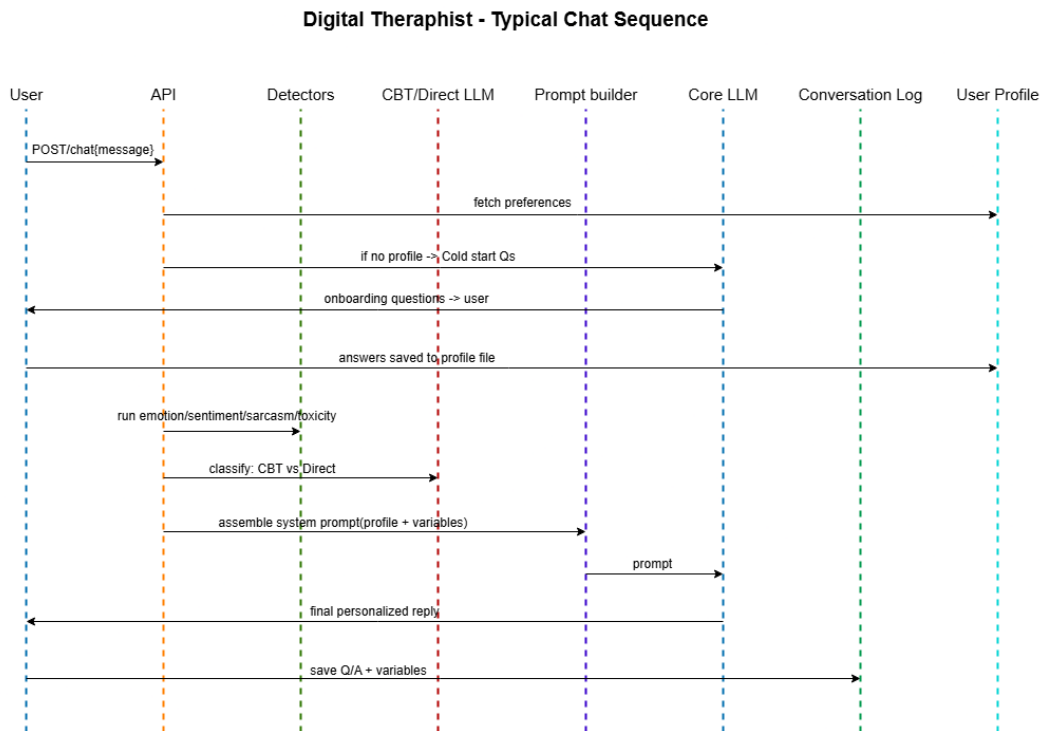 Digital Theraphist - Typical Chat Sequence
User API Detectors CBT/Direct LLM Prompt builder Core LLM Conversation Log User Profile
POST/chat{message}
fetch preferences
if no profile -> Cold start Qs
onboarding questions -> user
answers saved to profile file
run emotion/sentiment/sarcasm/toxicity
classify: CBT vs Direct
assemble system prompt(profile + variables)
prompt
final personalized reply
save Q/A + variables